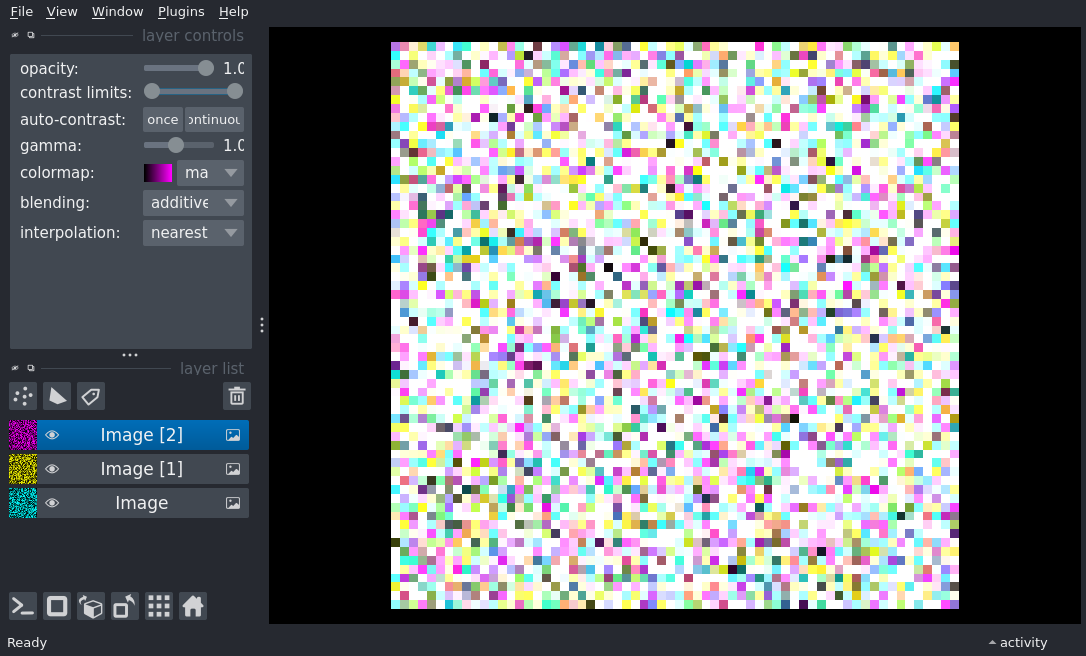 File View Window Plugins Help
layer controls
opacity: 1.0
contrast limits:
auto-contrast: once ontinuou
gamma: 1.0
colormap: ma
blending: additive
interpolation: nearest
layer list
Image [2]
Image [1]
Image
Ready
activity